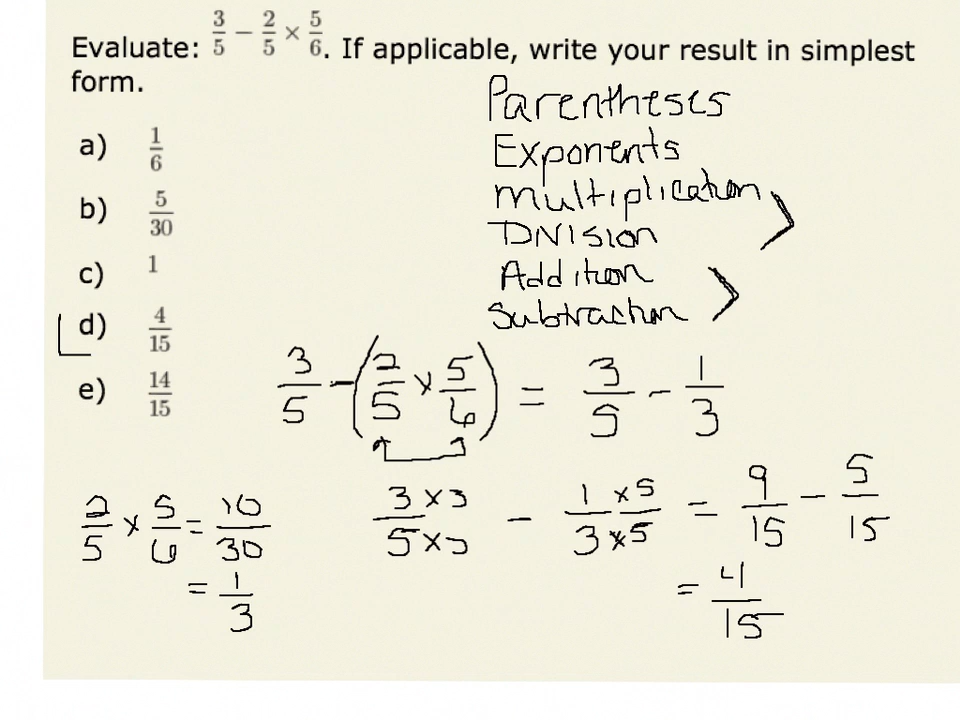 Evaluate: 3/5 − 2/5 × 5/6. If applicable, write your result in simplest
form.
a) 1/6
b) 5/30
c) 1
d) 4/15
e) 14/15
Parentheses
Exponents
Multiplication
Division
Addition
Subtraction
3/5 − (2/5 × 5/6) = 3/5 − 1/3
2/5 × 5/6 = 10/30
= 1/3
3×3/5×3 − 1×5/3×5 = 9/15 − 5/15
= 4/15